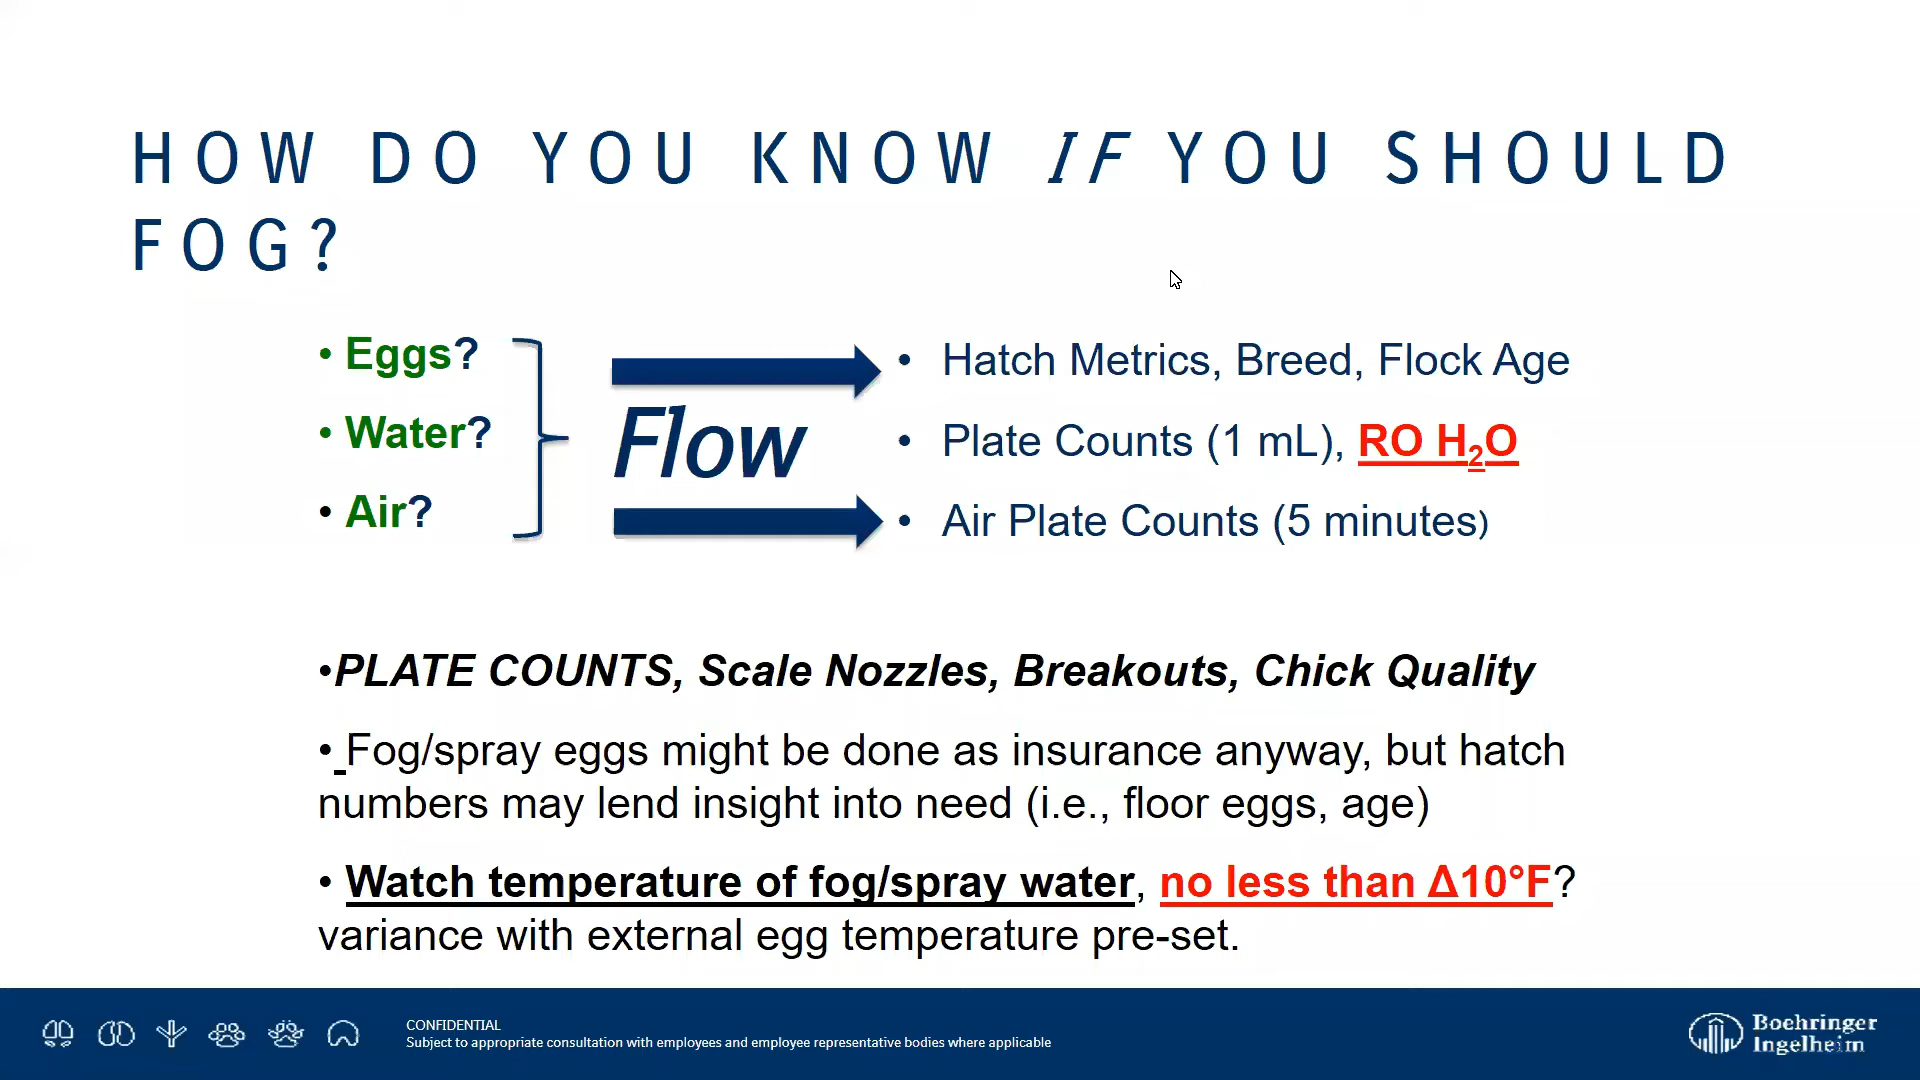 HOW DO YOU KNOW IF YOU SHOULD
FOG?
• Eggs?
• Water?
• Air?
Flow
• Hatch Metrics, Breed, Flock Age
• Plate Counts (1 mL), RO H₂O
• Air Plate Counts (5 minutes)
•PLATE COUNTS, Scale Nozzles, Breakouts, Chick Quality
• Fog/spray eggs might be done as insurance anyway, but hatch
numbers may lend insight into need (i.e., floor eggs, age)
• Watch temperature of fog/spray water, no less than Δ10°F?
variance with external egg temperature pre-set.
CONFIDENTIAL
Subject to appropriate consultation with employees and employee representative bodies where applicable
Boehringer
Ingelheim